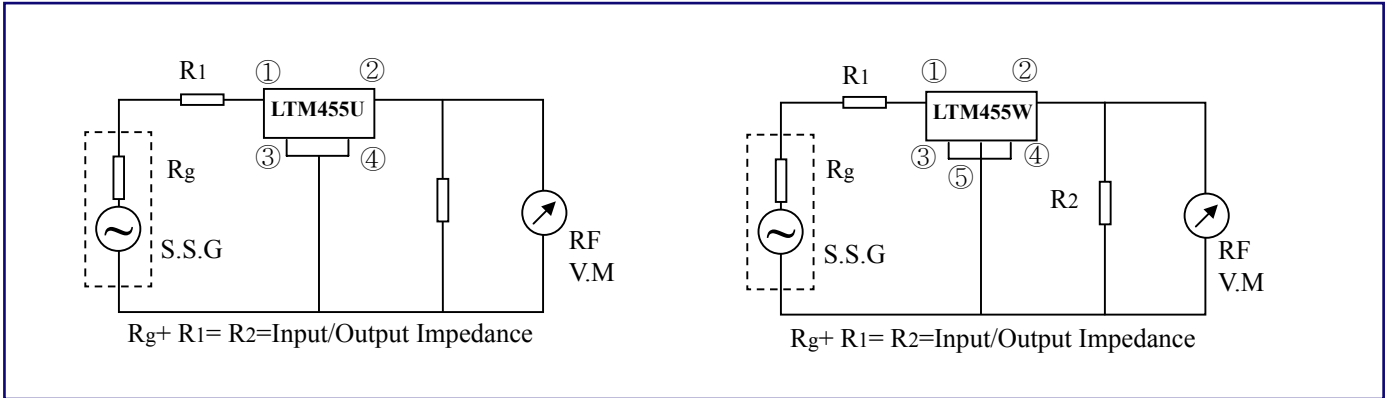 R1
①
②
LTM455U
③
④
Rg
S.S.G
RF
V.M
Rg+ R1= R2=Input/Output Impedance
R1
①
②
LTM455W
③
④
⑤
Rg
R2
S.S.G
RF
V.M
Rg+ R1= R2=Input/Output Impedance